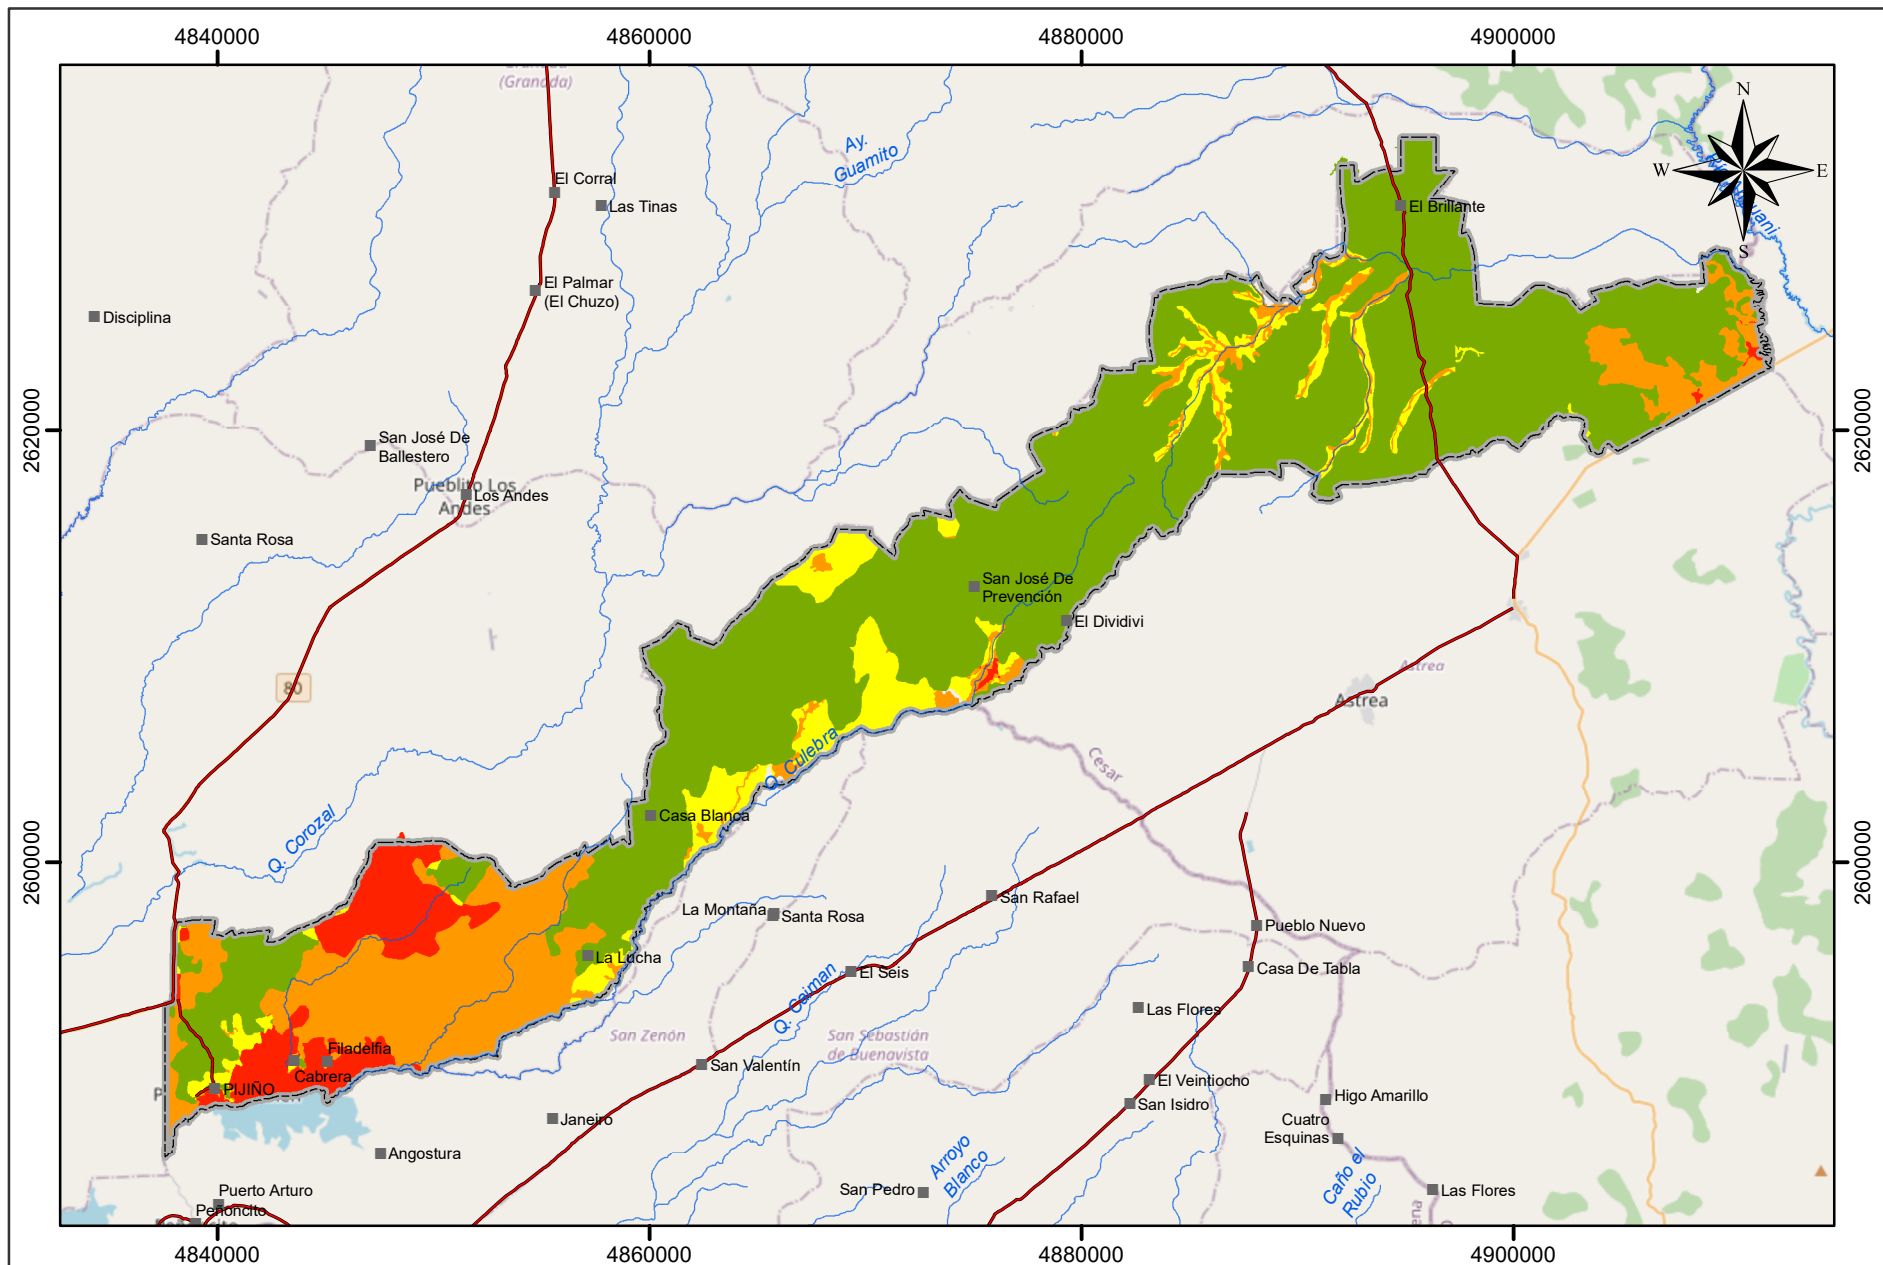 4840000
4860000
4880000
4900000
(Granada)
Ay.
Guamito
N
W
E
S
El Corral
Las Tinas
El Brillante
El Palmar
(El Chuzo)
Disciplina
2620000
2620000
San José De
Ballestero
Pueblito Los
Andes
Los Andes
Santa Rosa
San José De
Prevención
El Dividivi
80
Astrea
Astrea
Q. Culebra
Cesar
Casa Blanca
Q. Corozal
2600000
2600000
La Montaña
Santa Rosa
San Rafael
Pueblo Nuevo
La Lucha
El Seis
Casa De Tabla
Q. Caiman
Las Flores
San Zenón
San Sebastián
de Buenavista
Filadelfia
Cabrera
San Valentín
El Veintiocho
PIJIÑO
San Isidro
Higo Amarillo
Janeiro
Cuatro
Esquinas
Angostura
Arroyo
Blanco
Caño el
Rubio
Puerto Arturo
San Pedro
Las Flores
Peñoncito
4840000
4860000
4880000
4900000